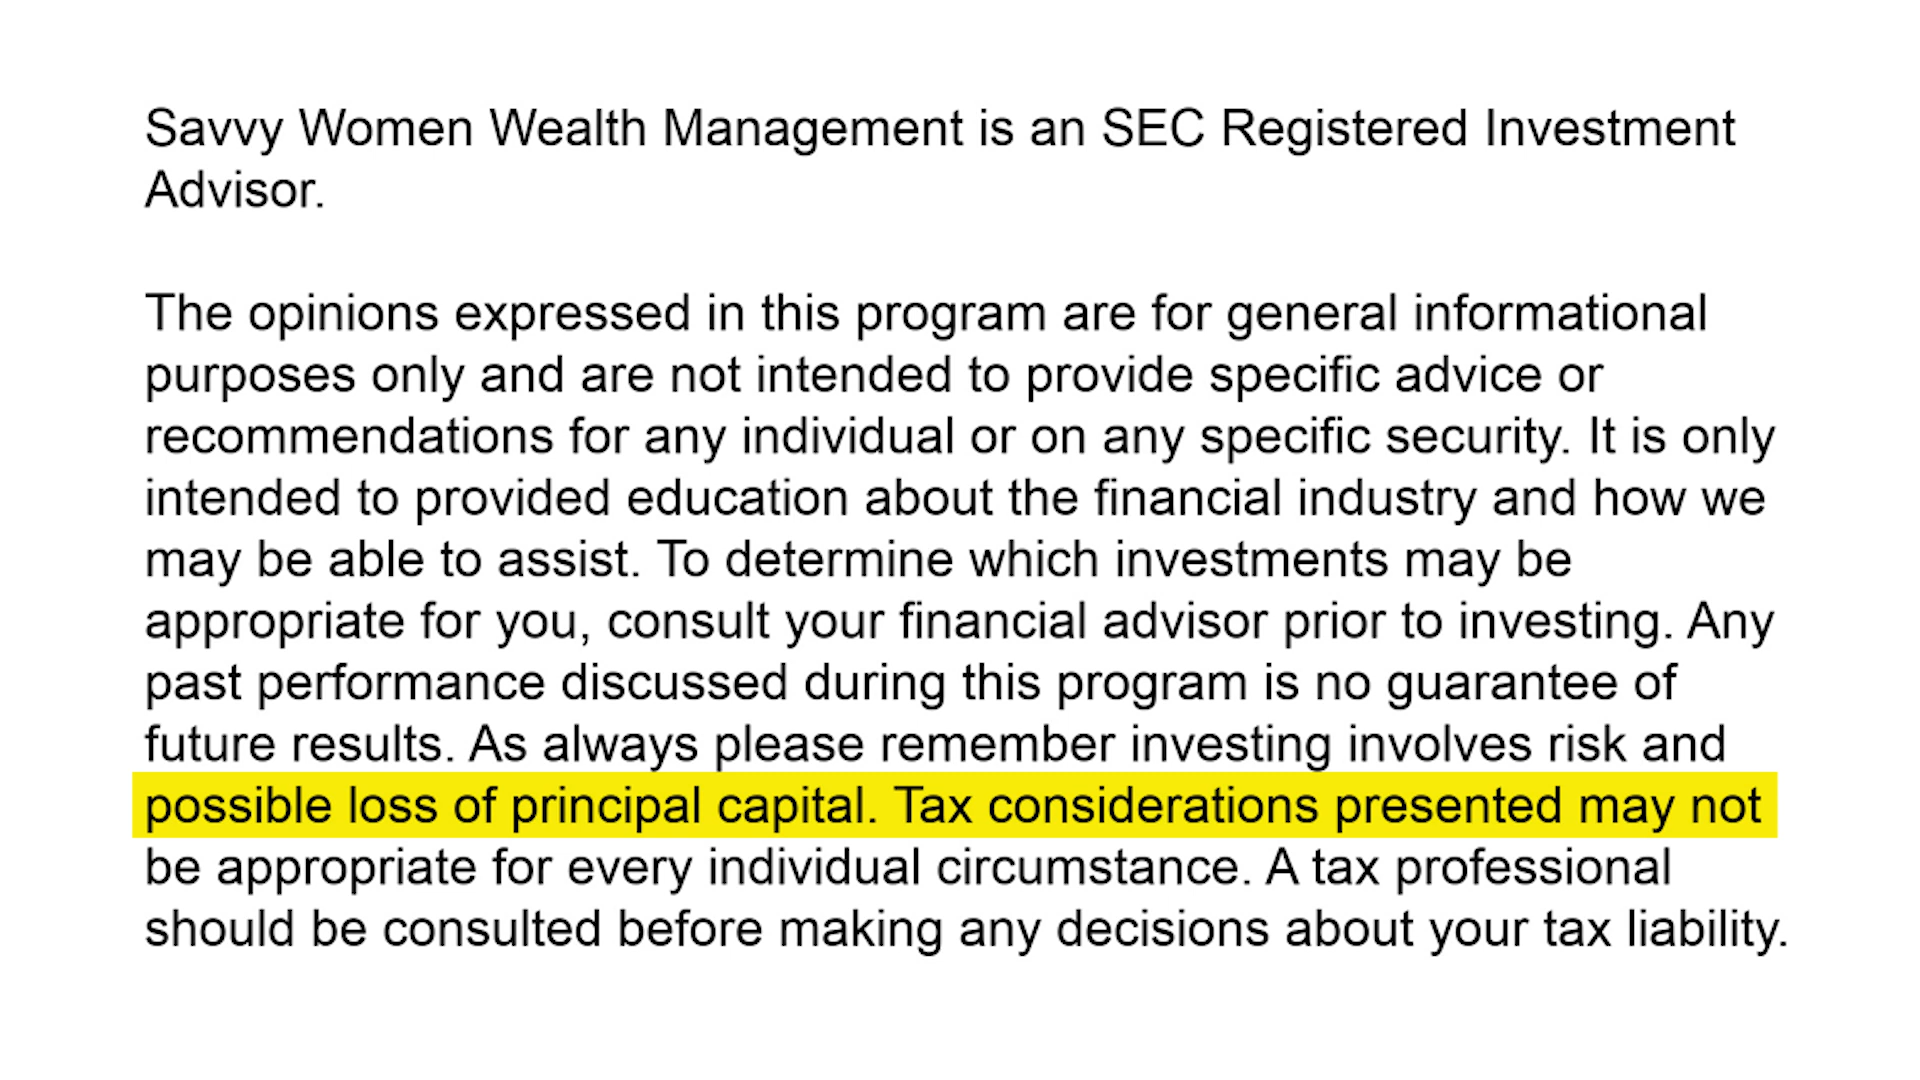 Savvy Women Wealth Management is an SEC Registered Investment
Advisor.
The opinions expressed in this program are for general informational
purposes only and are not intended to provide specific advice or
recommendations for any individual or on any specific security. It is only
intended to provided education about the financial industry and how we
may be able to assist. To determine which investments may be
appropriate for you, consult your financial advisor prior to investing. Any
past performance discussed during this program is no guarantee of
future results. As always please remember investing involves risk and
possible loss of principal capital. Tax considerations presented may not
be appropriate for every individual circumstance. A tax professional
should be consulted before making any decisions about your tax liability.